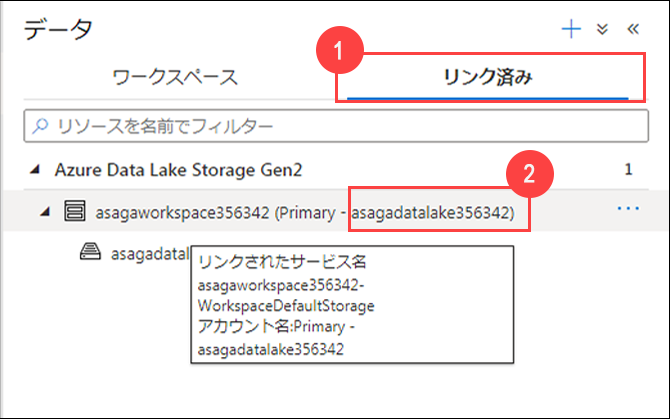 データ
1
ワークスペース
リンク済み
リソースを名前でフィルター
Azure Data Lake Storage Gen2 1
2
asagaworkspace356342 (Primary - asagadatalake356342)
asagadatal
リンクされたサービス名
asagaworkspace356342-
WorkspaceDefaultStorage
アカウント名:Primary -
asagadatalake356342